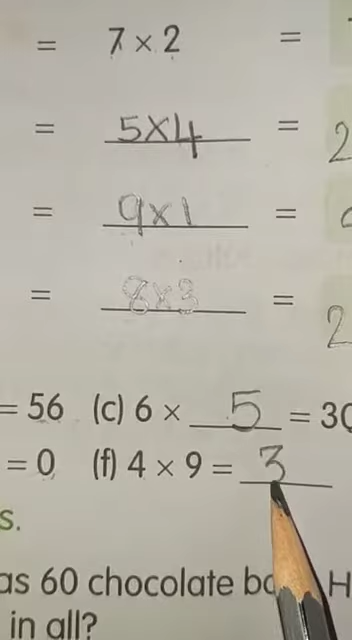 = 7 × 2 =
= 5×4 = 2
= 9×1 =
= 8×3 = 2
= 56 (c) 6 × 5 = 30
= 0 (f) 4 × 9 = 3
s.
as 60 chocolate H
in all?